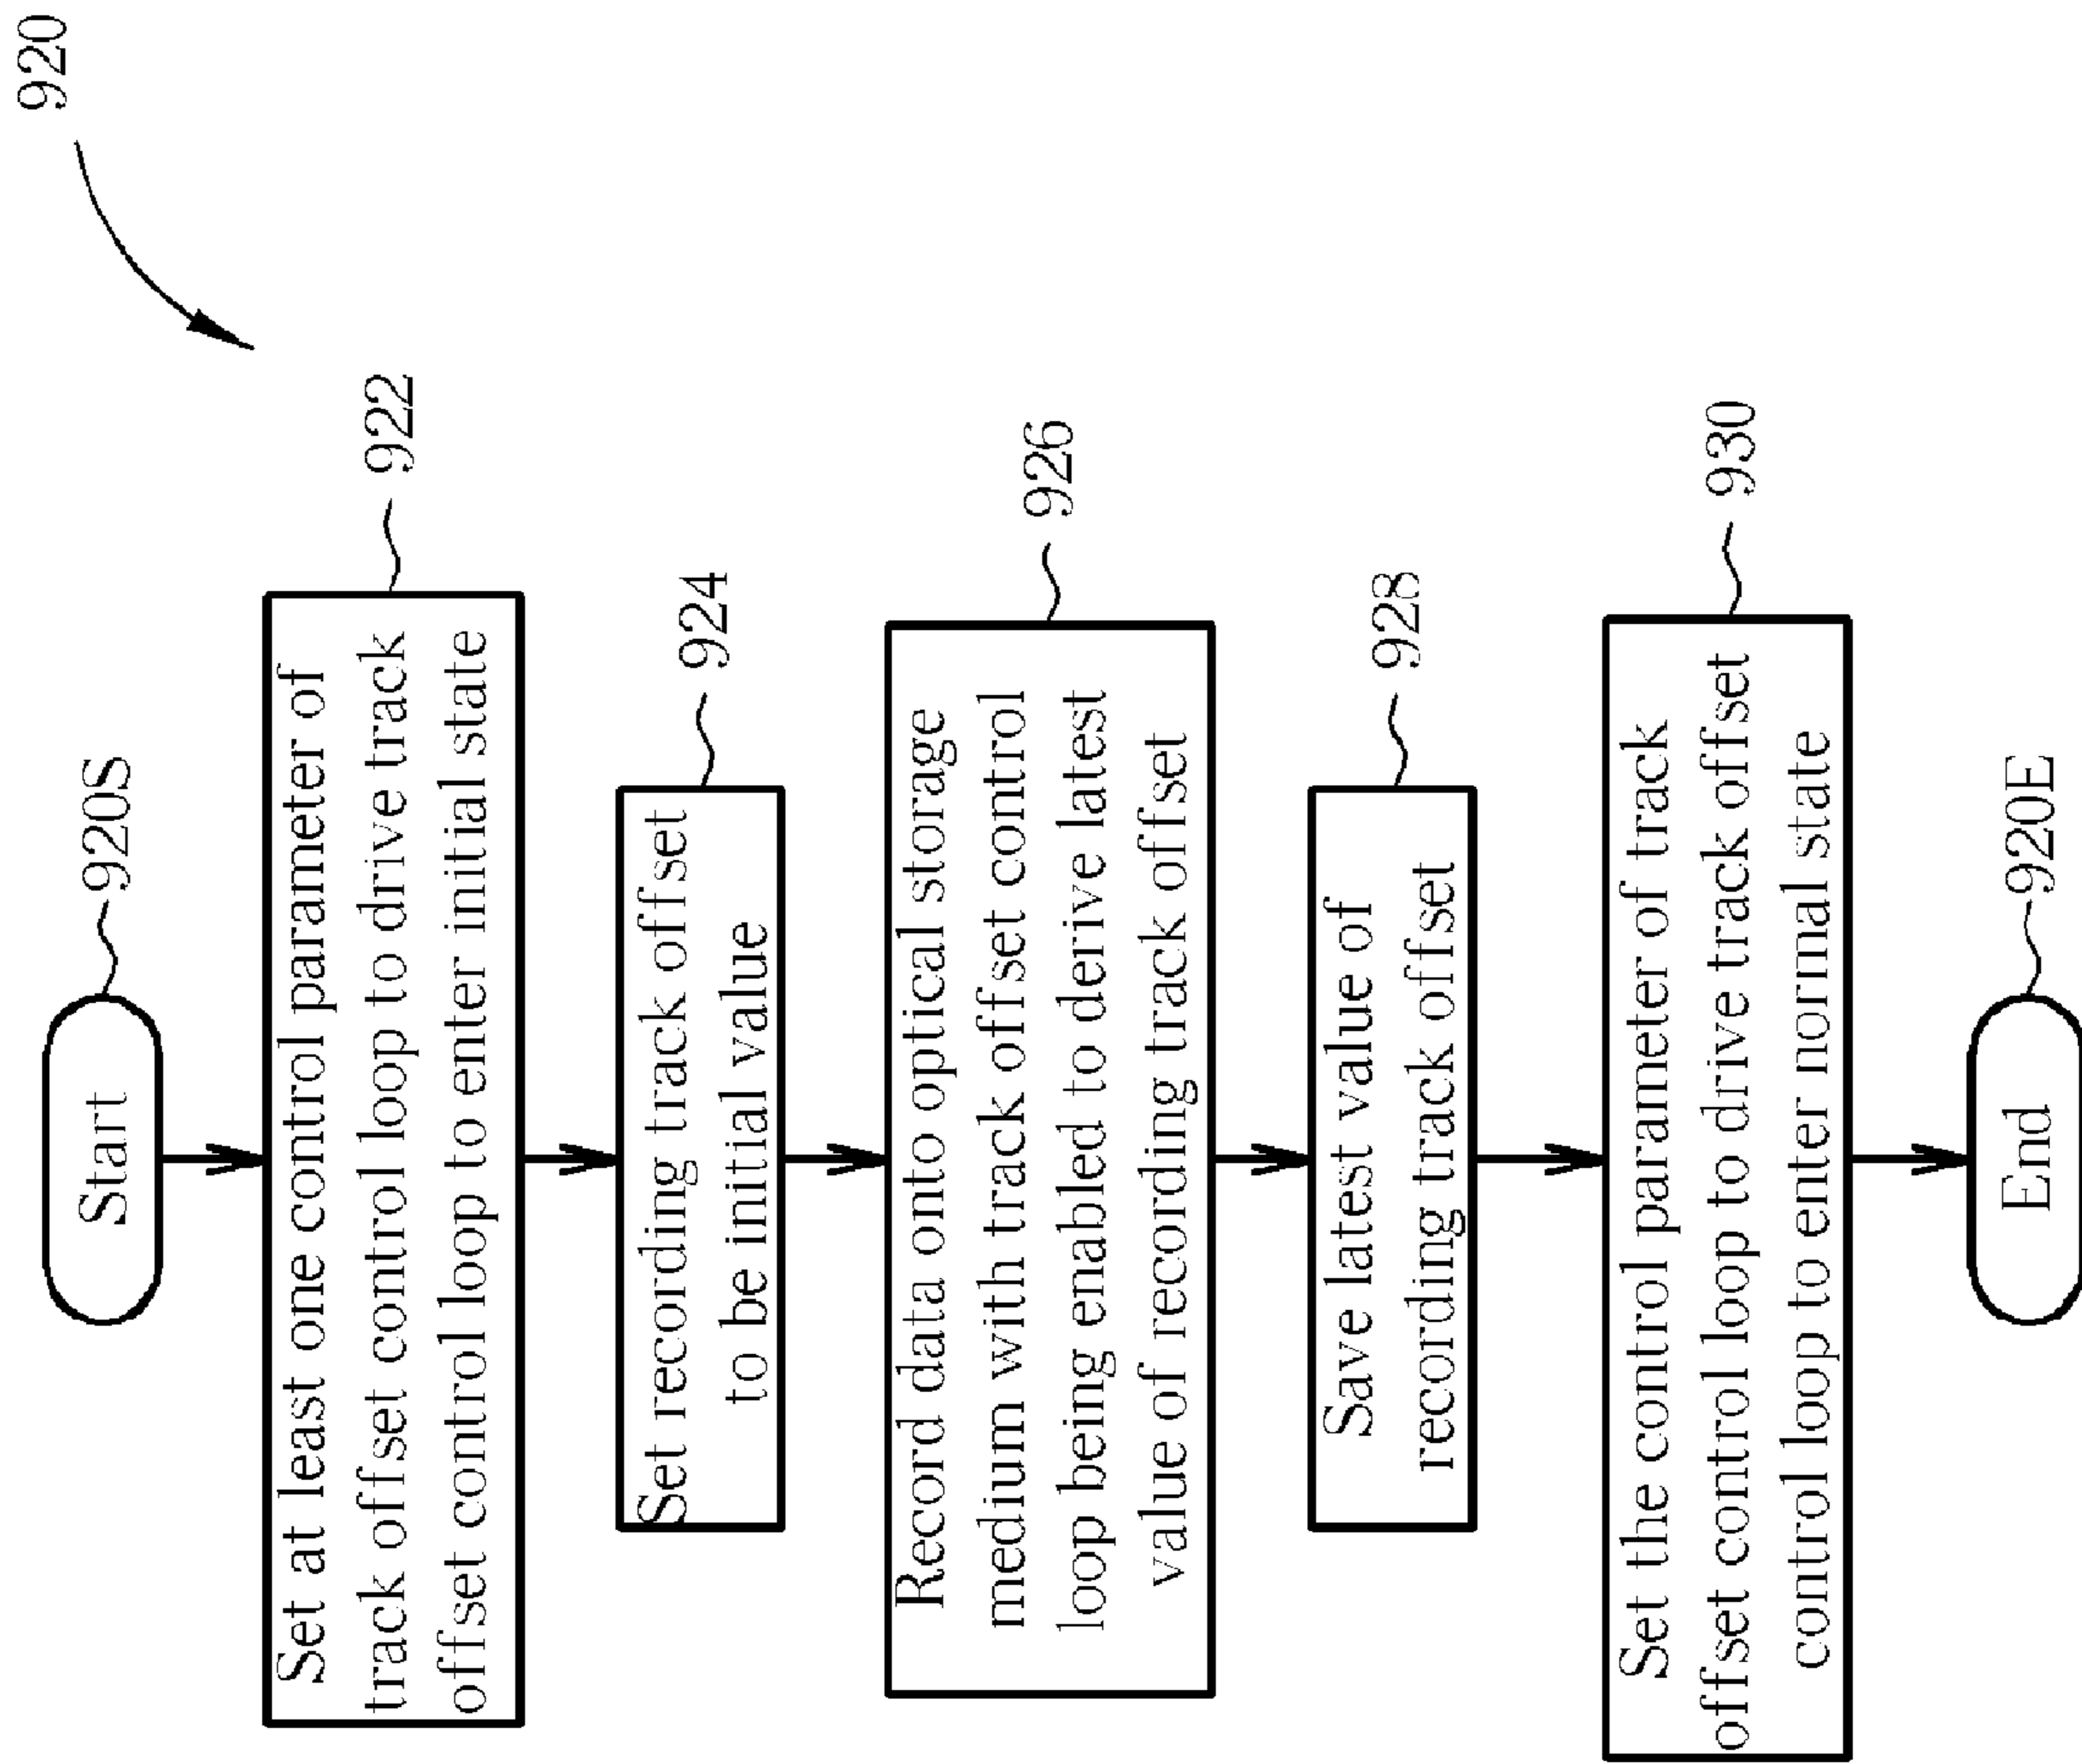 920
Start
920S
Set at least one control parameter of
track offset control loop to drive track
offset control loop to enter initial state
922
Set recording track offset
to be initial value
924
Record data onto optical storage
medium with track offset control
loop being enabled to derive latest
value of recording track offset
926
Save latest value of
recording track offset
928
Set the control parameter of track
offset control loop to drive track offset
control loop to enter normal state
930
End
920E